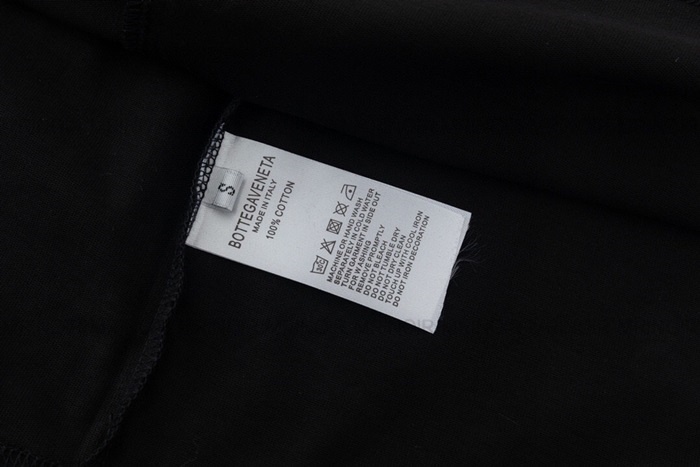 S
BOTTEGAVENETA
MADE IN ITALY
100% COTTON
MACHINE OR HAND WASH
SEPARATELY IN COLD WATER
TURN GARMENT IN SIDE OUT
FOR WASHING
REMOVE PROMPTLY
DO NOT BLEACH
DO NOT TUMBLE DRY
DO NOT DRY CLEAN
TOUCH UP WITH COOL IRON
DO NOT IRON DECORATION